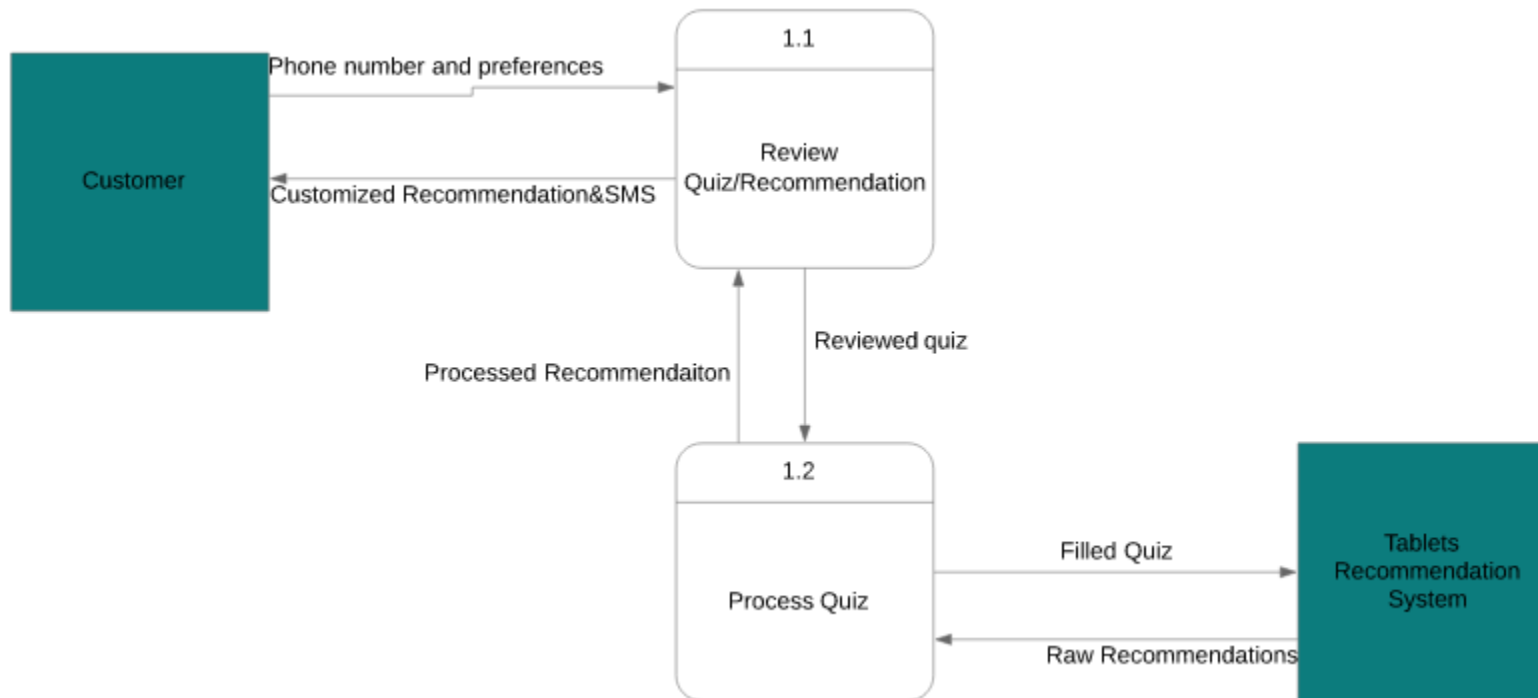 1.1
Phone number and preferences
Customer
Review
Quiz/Recommendation
Customized Recommendation&SMS
Reviewed quiz
Processed Recommendaiton
1.2
Process Quiz
Filled Quiz
Tablets
Recommendation
System
Raw Recommendations